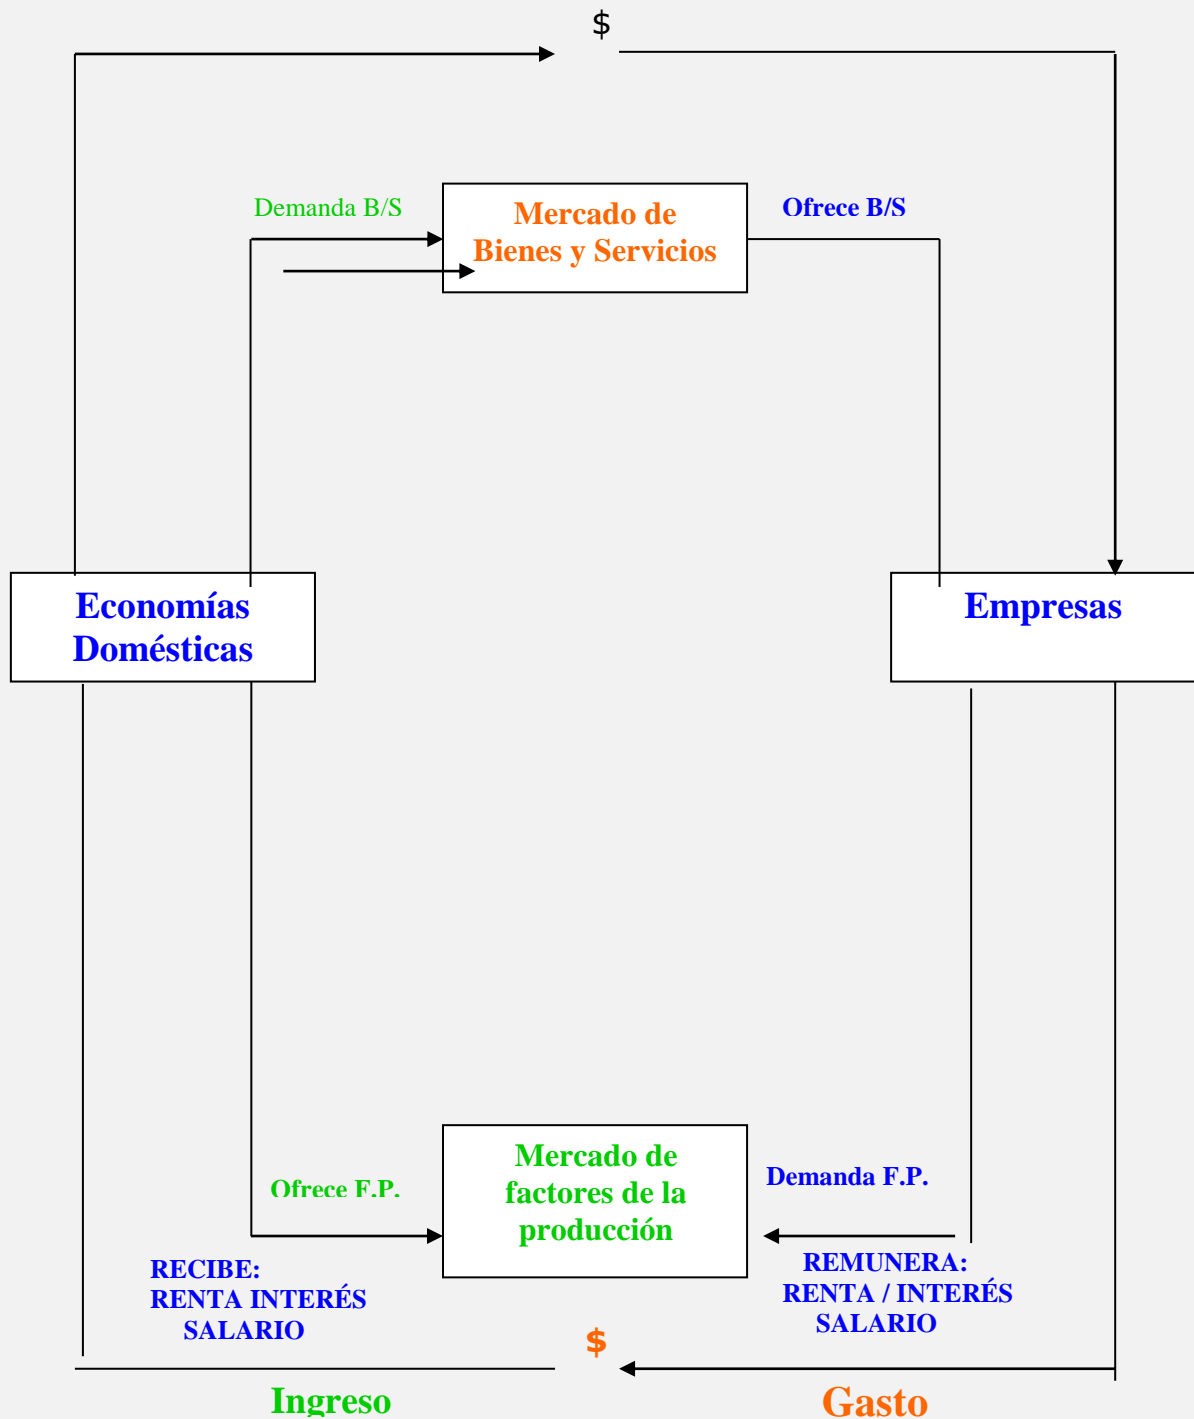 $
Demanda B/S
Mercado de
Bienes y Servicios
Ofrece B/S
Economías
Domésticas
Empresas
Mercado de
factores de la
producción
Ofrece F.P.
Demanda F.P.
RECIBE:
RENTA INTERÉS
SALARIO
REMUNERA:
RENTA / INTERÉS
SALARIO
$
Ingreso
Gasto